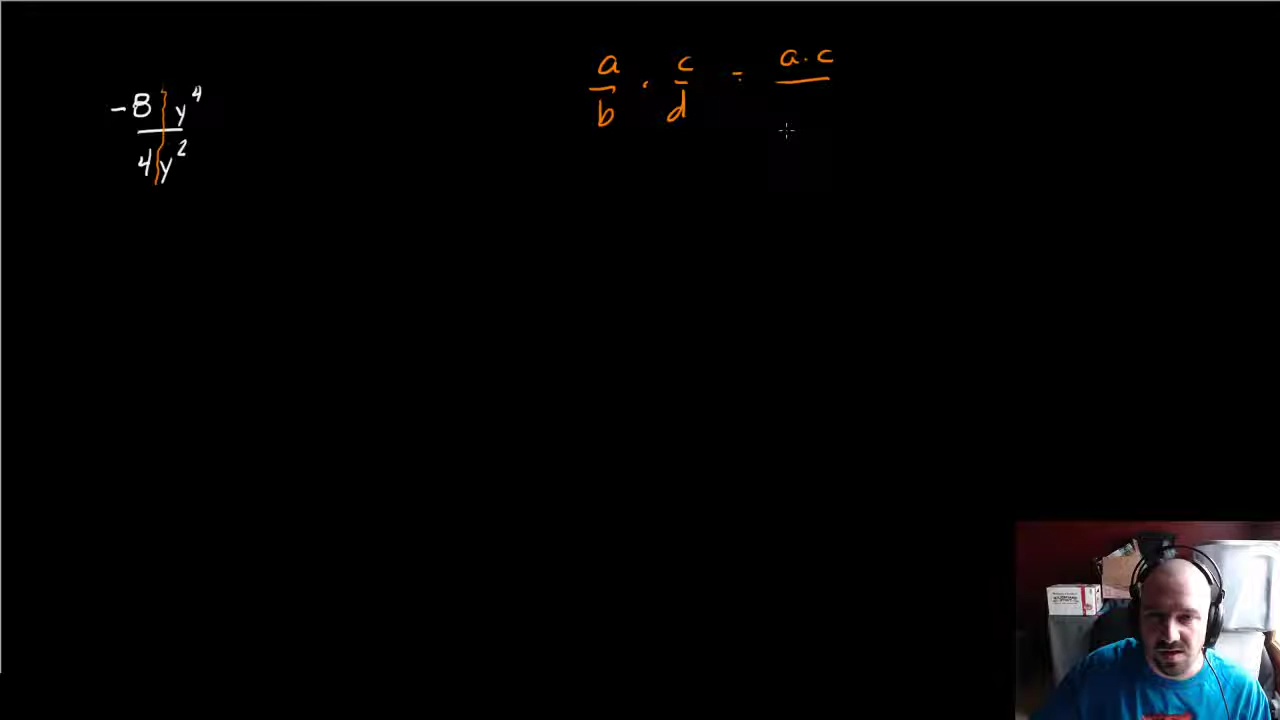 -8 y⁴
4 y²
a/b · c/d = a·c